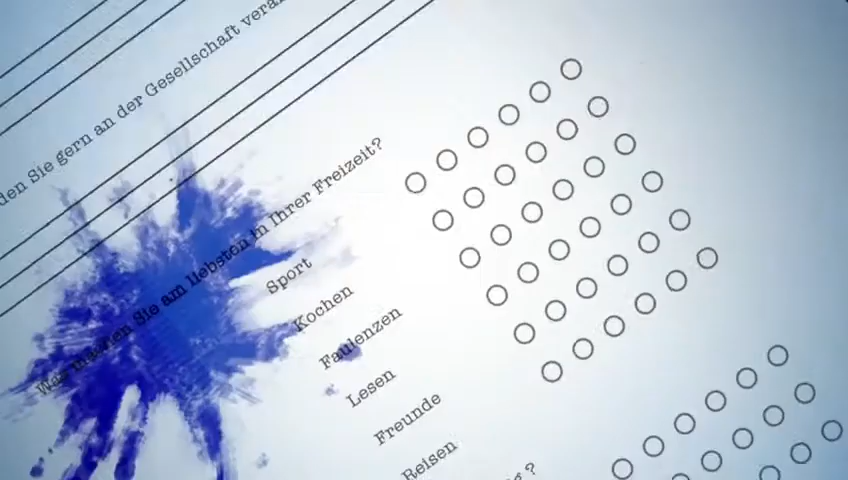 den Sie gern an der Gesellschaft verän
Was machen Sie am liebsten in Ihrer Freizeit?
Sport
Kochen
Faulenzen
Lesen
Freunde
Reisen
g?